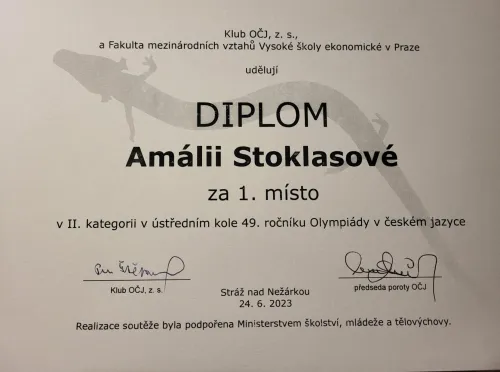 Klub OČJ, z. s.,
a Fakulta mezinárodních vztahů Vysoké školy ekonomické v Praze
udělují
DIPLOM
Amálii Stoklasové
za 1. místo
v II. kategorii v ústředním kole 49. ročníku Olympiády v českém jazyce
Klub OČJ, z. s.
Stráž nad Nežárkou
předseda poroty OČJ
24. 6. 2023
Realizace soutěže byla podpořena Ministerstvem školství, mládeže a tělovýchovy.